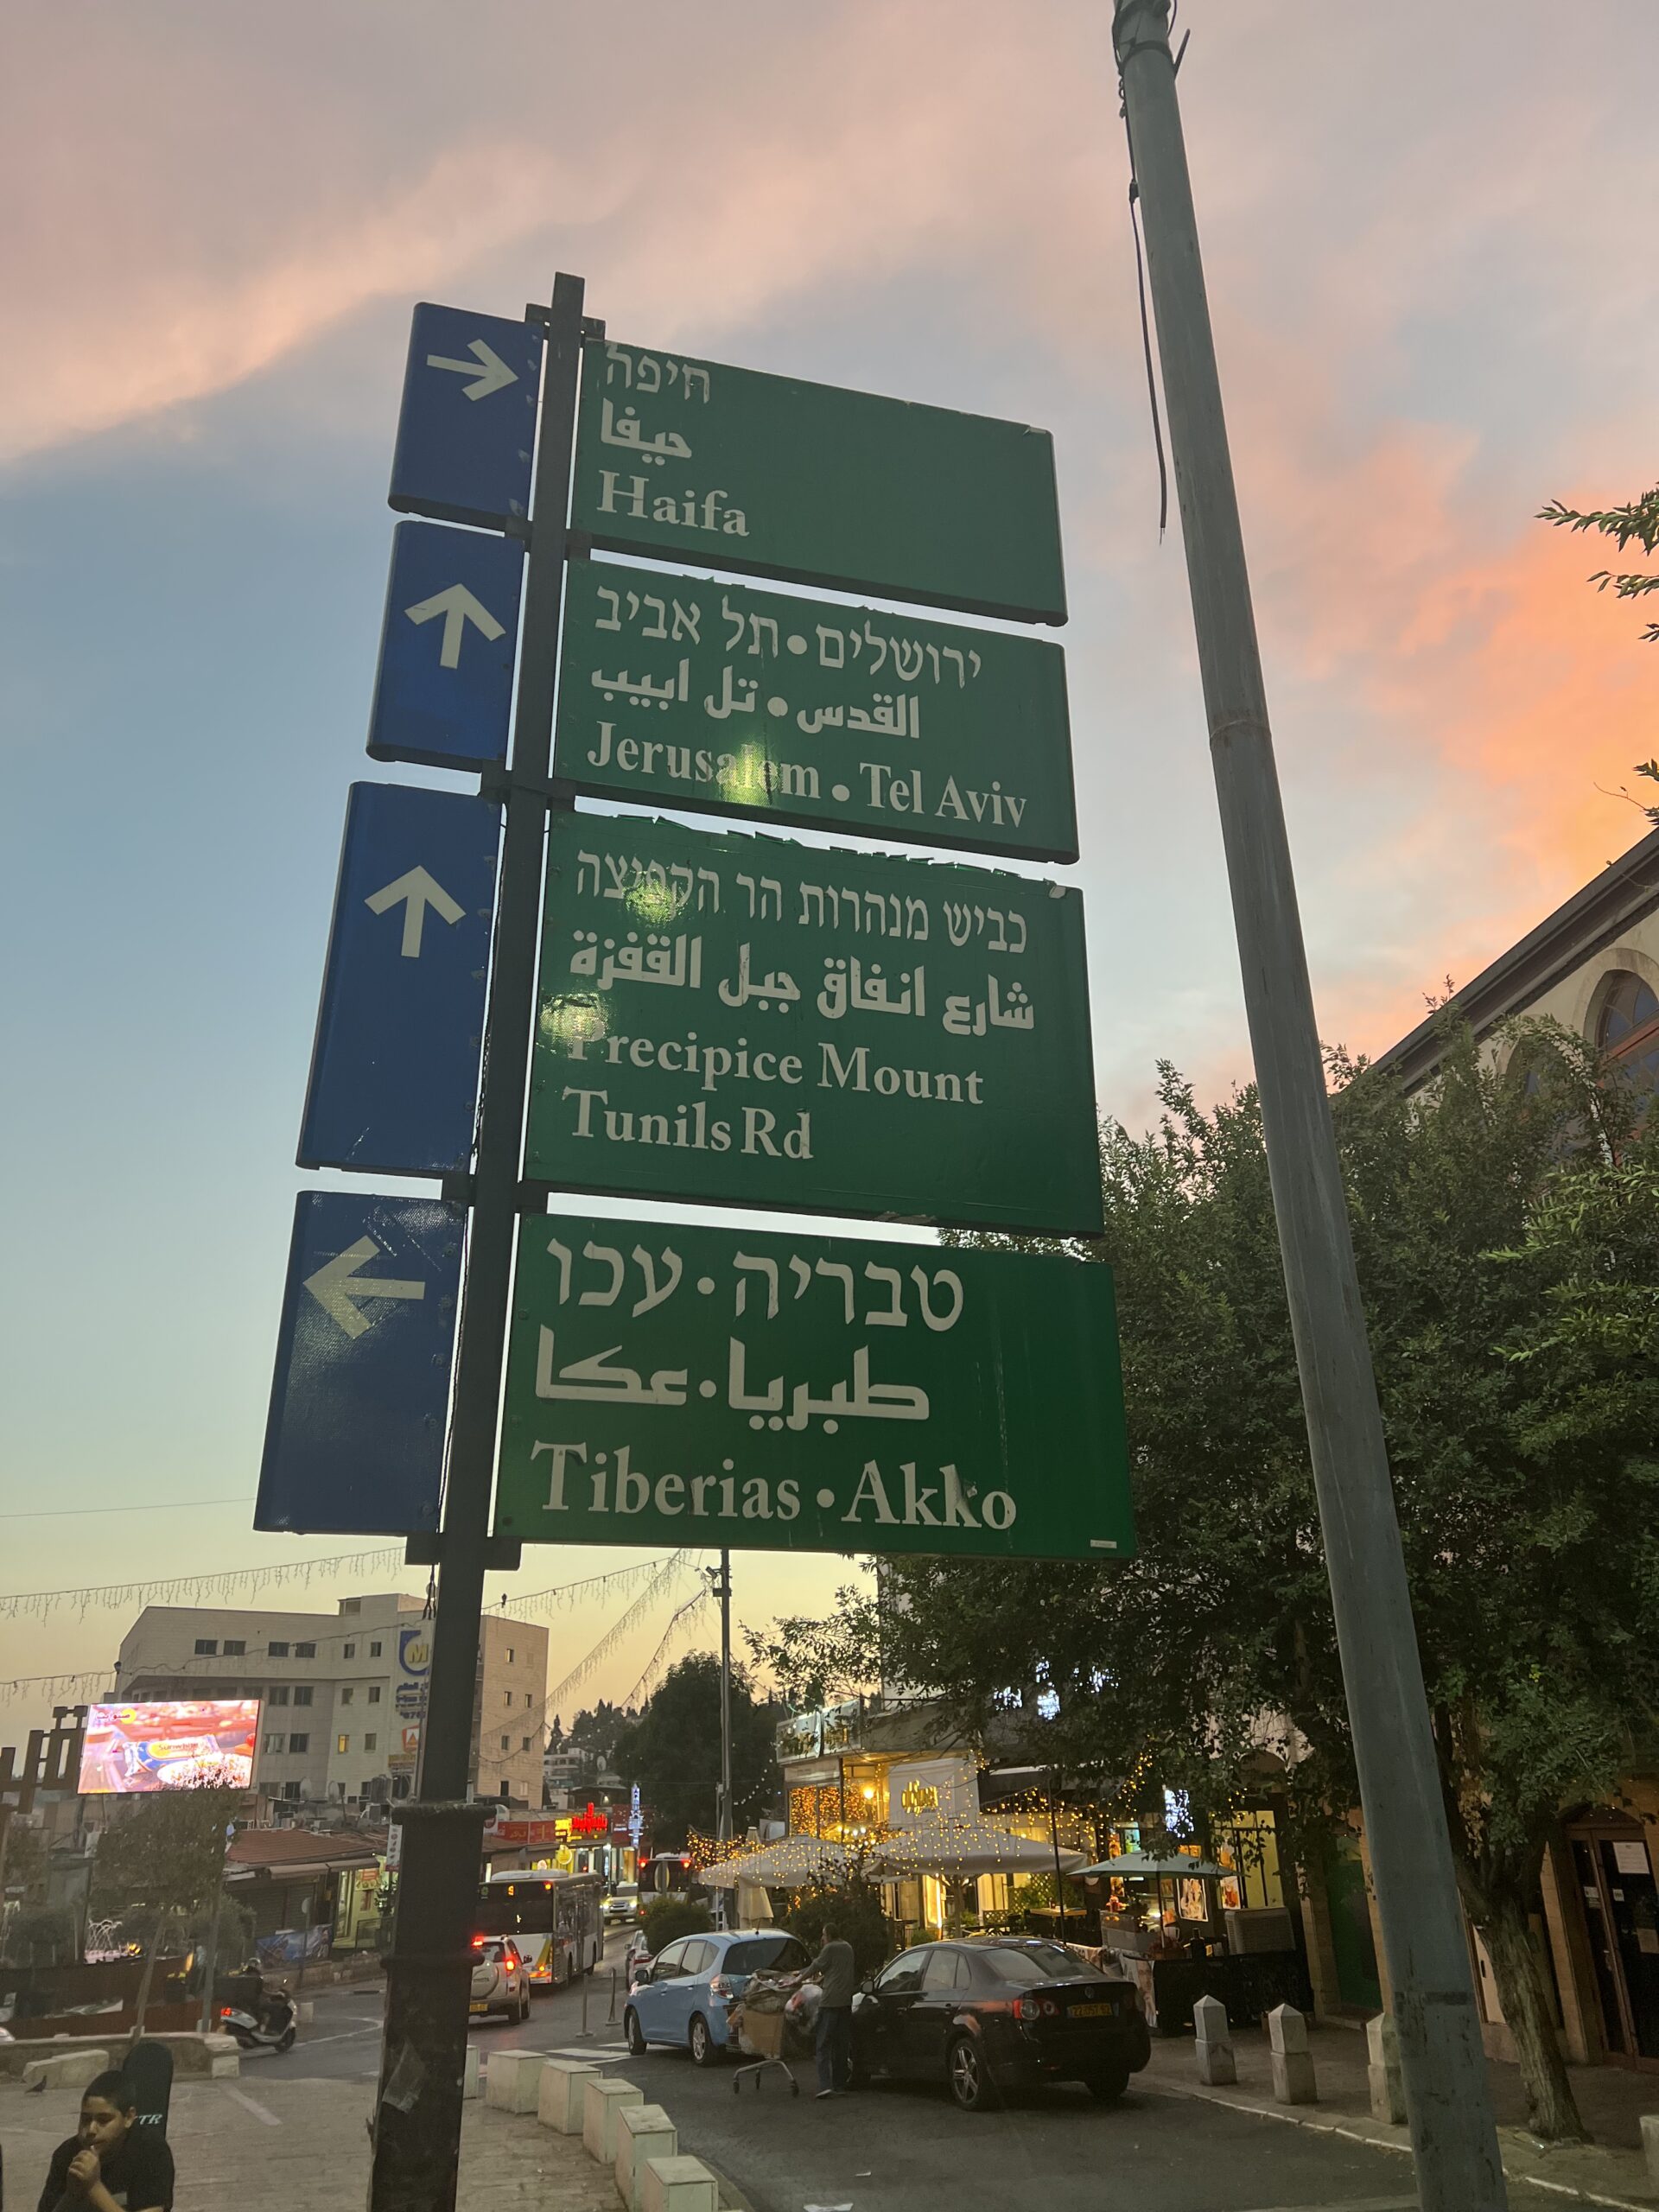 חיפה
حيفا
Haifa
ירושלים • תל אביב
القدس • تل ابيب
Jerusalem • Tel Aviv
כביש מנהרות הר הקפיצה
شارع انفاق جبل القفزة
Precipice Mount
Tunils Rd
טבריה • עכו
طبريا • عكا
Tiberias • Akko